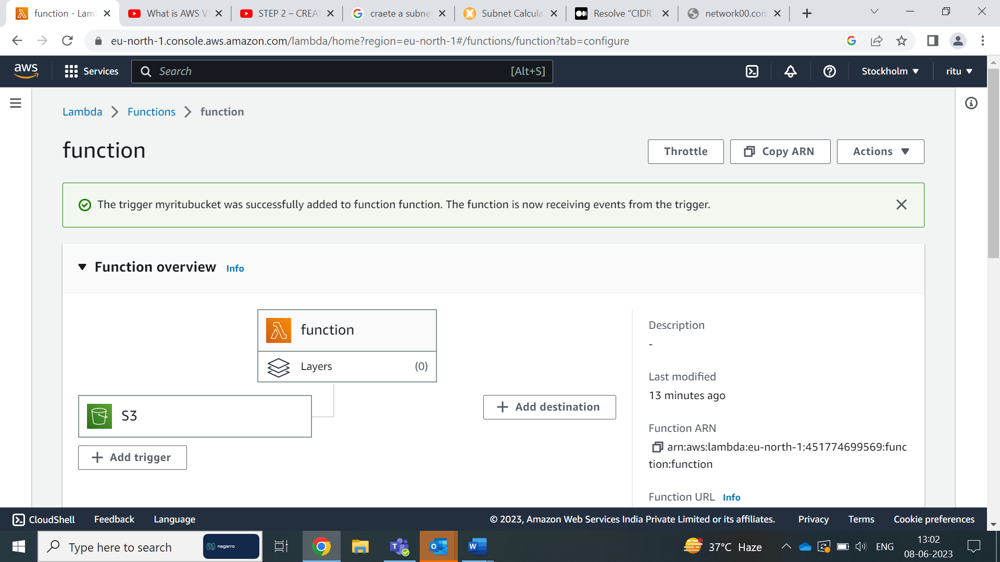 function - Lam
What is AWS V
STEP 2 – CREAT
craete a subne
Subnet Calcula
Resolve “CIDR
network00.com
eu-north-1.console.aws.amazon.com/lambda/home?region=eu-north-1#/functions/function?tab=configure
aws Services Search [Alt+S] Stockholm ritu
Lambda Functions function
function
Throttle Copy ARN Actions
The trigger myritubucket was successfully added to function function. The function is now receiving events from the trigger.
Function overview Info
function
Layers (0)
S3
+ Add trigger
+ Add destination
Description
-
Last modified
13 minutes ago
Function ARN
arn:aws:lambda:eu-north-1:451774699569:func
tion:function
Function URL Info
CloudShell Feedback Language © 2023, Amazon Web Services India Private Limited or its affiliates. Privacy Terms Cookie preferences
Type here to search nagarro 37°C Haze ENG 13:02
08-06-2023